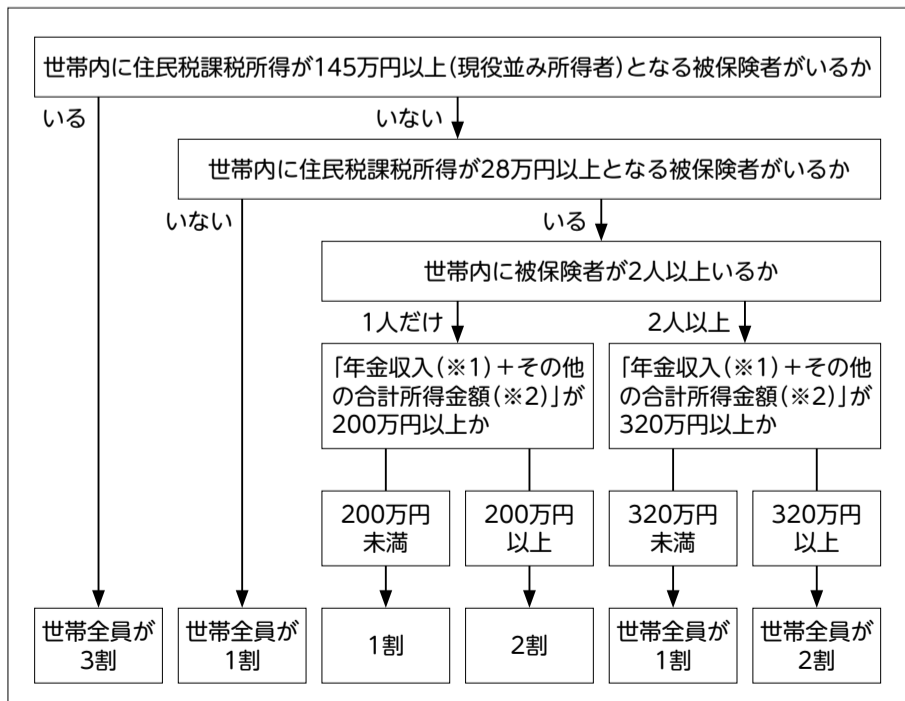 世帯内に住民税課税所得が145万円以上(現役並み所得者)となる被保険者がいるか
いる
いない
世帯内に住民税課税所得が28万円以上となる被保険者がいるか
いない
いる
世帯内に被保険者が2人以上いるか
1人だけ
2人以上
「年金収入(※1)+その他
の合計所得金額(※2)」が
200万円以上か
「年金収入(※1)+その他
の合計所得金額(※2)」が
320万円以上か
200万円
未満
200万円
以上
320万円
未満
320万円
以上
世帯全員が
3割
世帯全員が
1割
1割
2割
世帯全員が
1割
世帯全員が
2割